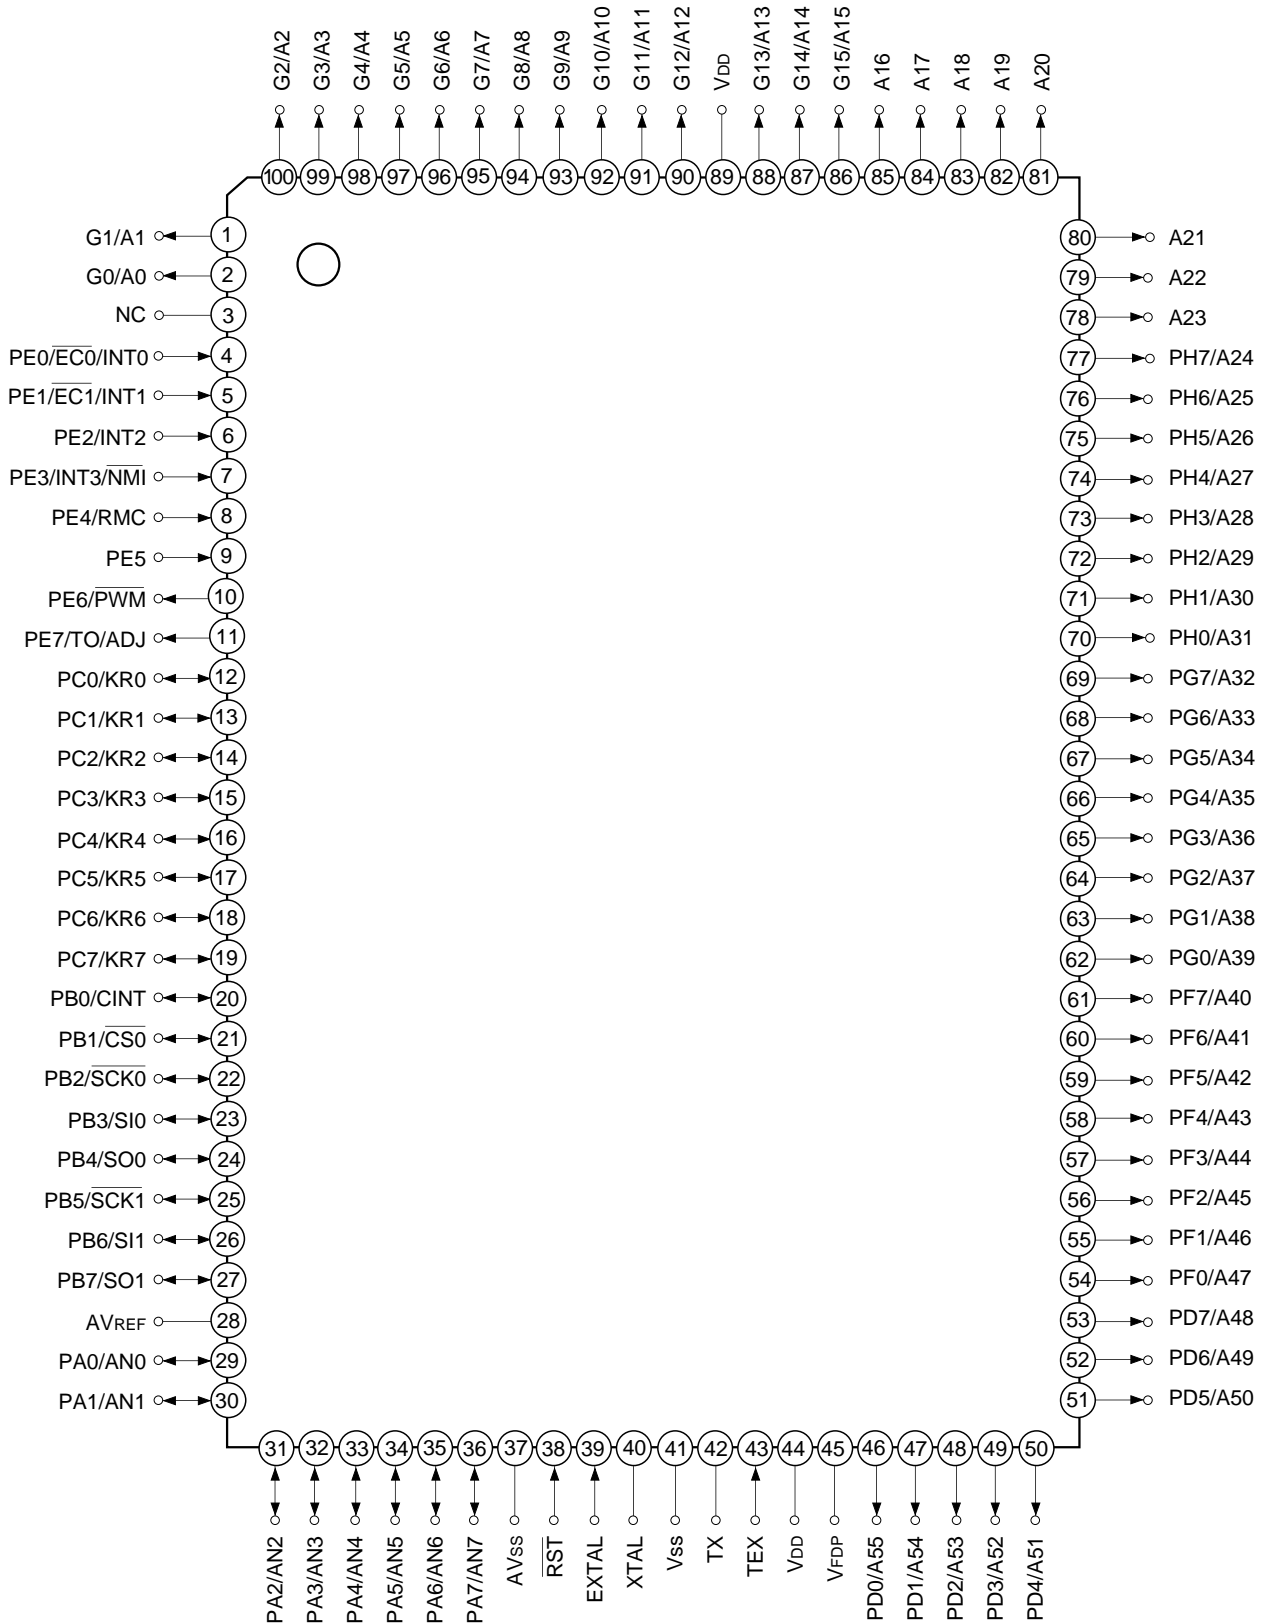 G2/A2
G3/A3
G4/A4
G5/A5
G6/A6
G7/A7
G8/A8
G9/A9
G10/A10
G11/A11
G12/A12
VDD
G13/A13
G14/A14
G15/A15
A16
A17
A18
A19
A20
100 99 98 97 96 95 94 93 92 91 90 89 88 87 86 85 84 83 82 81
G1/A1 1 80 A21
G0/A0 2 79 A22
NC 3 78 A23
PE0/EC0/INT0 4 77 PH7/A24
PE1/EC1/INT1 5 76 PH6/A25
PE2/INT2 6 75 PH5/A26
PE3/INT3/NMI 7 74 PH4/A27
PE4/RMC 8 73 PH3/A28
PE5 9 72 PH2/A29
PE6/PWM 10 71 PH1/A30
PE7/TO/ADJ 11 70 PH0/A31
PC0/KR0 12 69 PG7/A32
PC1/KR1 13 68 PG6/A33
PC2/KR2 14 67 PG5/A34
PC3/KR3 15 66 PG4/A35
PC4/KR4 16 65 PG3/A36
PC5/KR5 17 64 PG2/A37
PC6/KR6 18 63 PG1/A38
PC7/KR7 19 62 PG0/A39
PB0/CINT 20 61 PF7/A40
PB1/CS0 21 60 PF6/A41
PB2/SCK0 22 59 PF5/A42
PB3/SI0 23 58 PF4/A43
PB4/SO0 24 57 PF3/A44
PB5/SCK1 25 56 PF2/A45
PB6/SI1 26 55 PF1/A46
PB7/SO1 27 54 PF0/A47
AVREF 28 53 PD7/A48
PA0/AN0 29 52 PD6/A49
PA1/AN1 30 51 PD5/A50
31 32 33 34 35 36 37 38 39 40 41 42 43 44 45 46 47 48 49 50
PA2/AN2
PA3/AN3
PA4/AN4
PA5/AN5
PA6/AN6
PA7/AN7
AVss
RST
EXTAL
XTAL
Vss
TX
TEX
VDD
VFDP
PD0/A55
PD1/A54
PD2/A53
PD3/A52
PD4/A51